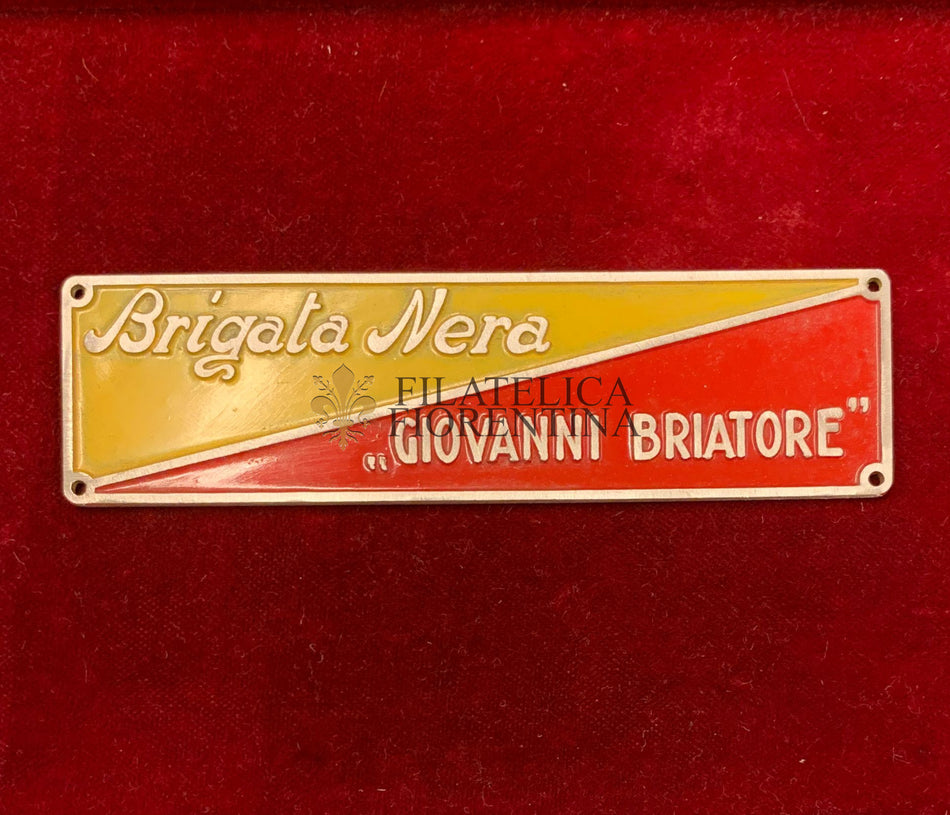 Brigata Nera
FILATELICA
FIORENTINA
„GIOVANNI BRIATORE”